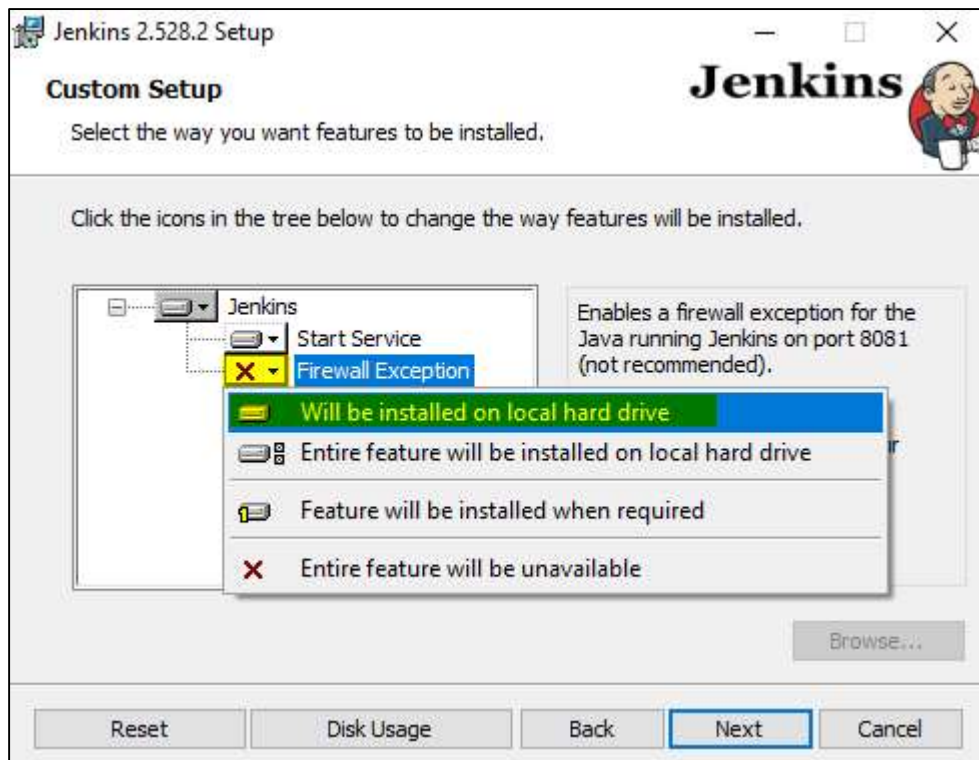 Jenkins 2.528.2 Setup
Jenkins
Custom Setup
Select the way you want features to be installed.
Click the icons in the tree below to change the way features will be installed.
Jenkins
Start Service
Firewall Exception
Enables a firewall exception for the
Java running Jenkins on port 8081
(not recommended).
Will be installed on local hard drive
Entire feature will be installed on local hard drive
Feature will be installed when required
Entire feature will be unavailable
Browse...
Reset
Disk Usage
Back
Next
Cancel